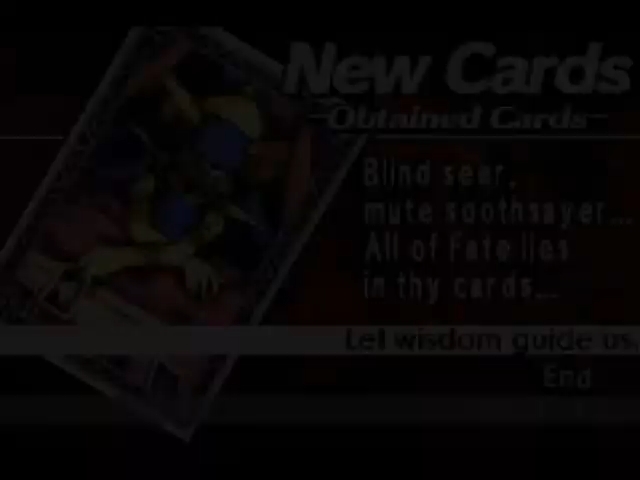 New Cards
-Obtained Cards-
Blind seer,
mute soothsayer...
All of Fate lies
in thy cards...
Let wisdom guide us.
End